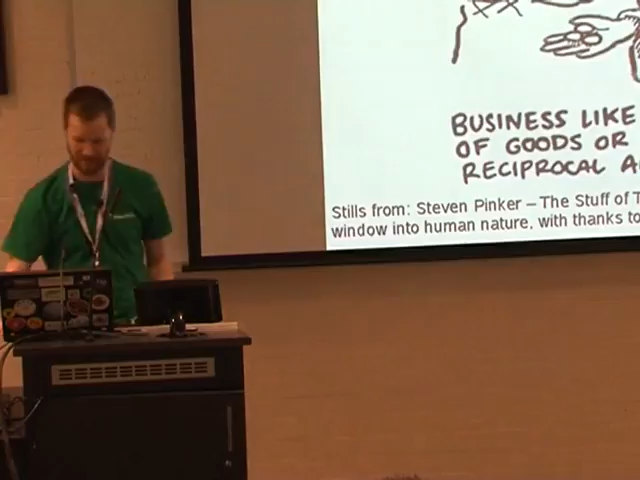 BUSINESS LIKE
OF GOODS OR
RECIPROCAL
Stills from: Steven Pinker – The Stuff of
window into human nature, with thanks to